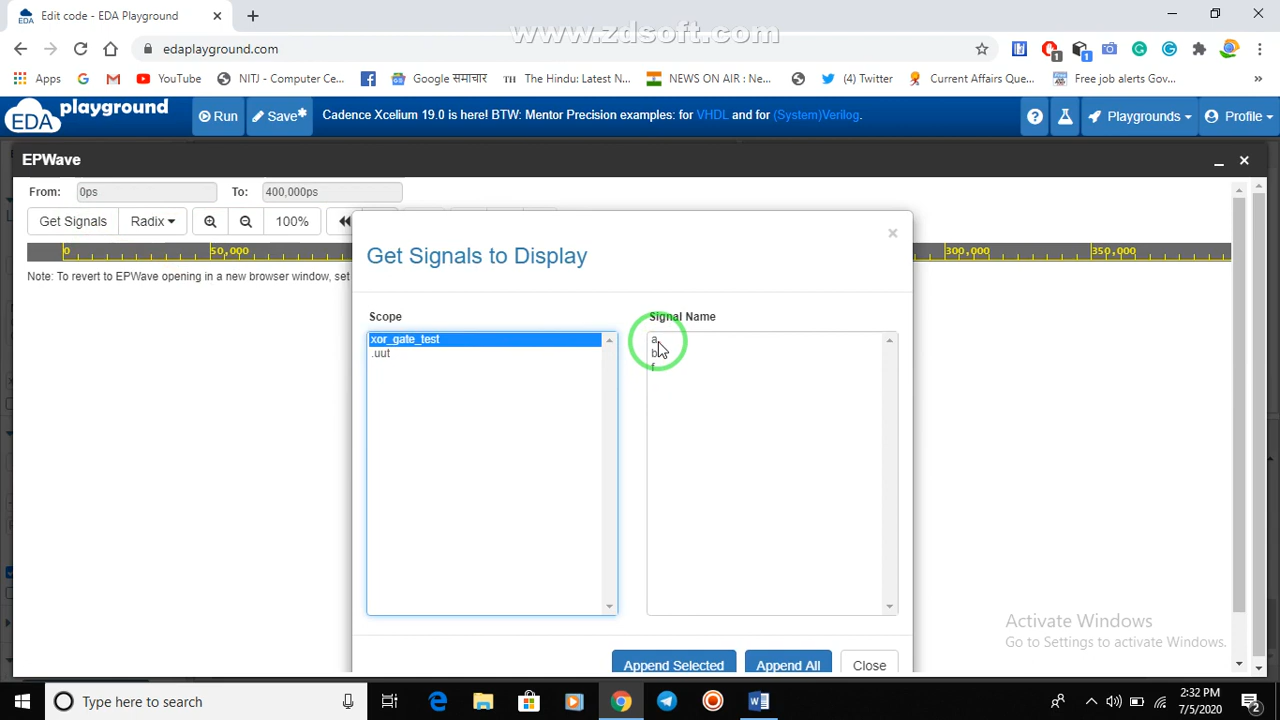 Edit code - EDA Playground
www.zdsoft.com
edaplayground.com
Apps
YouTube
NITJ - Computer Ce...
Google समाचार
The Hindu: Latest N...
NEWS ON AIR : Ne...
(4) Twitter
Current Affairs Que...
Free job alerts Gov...
EDA playground
Run
Save*
Cadence Xcelium 19.0 is here! BTW: Mentor Precision examples: for VHDL and for (System)Verilog.
Playgrounds
Profile
EPWave
From: 0ps To: 400,000ps
Get Signals
Radix
100%
0 50,000 300,000 350,000
Note: To revert to EPWave opening in a new browser window, set
Get Signals to Display
Scope
xor_gate_test
.uut
Signal Name
a
b
f
Append Selected
Append All
Close
Activate Windows
Go to Settings to activate Windows.
Type here to search
2:32 PM
7/5/2020